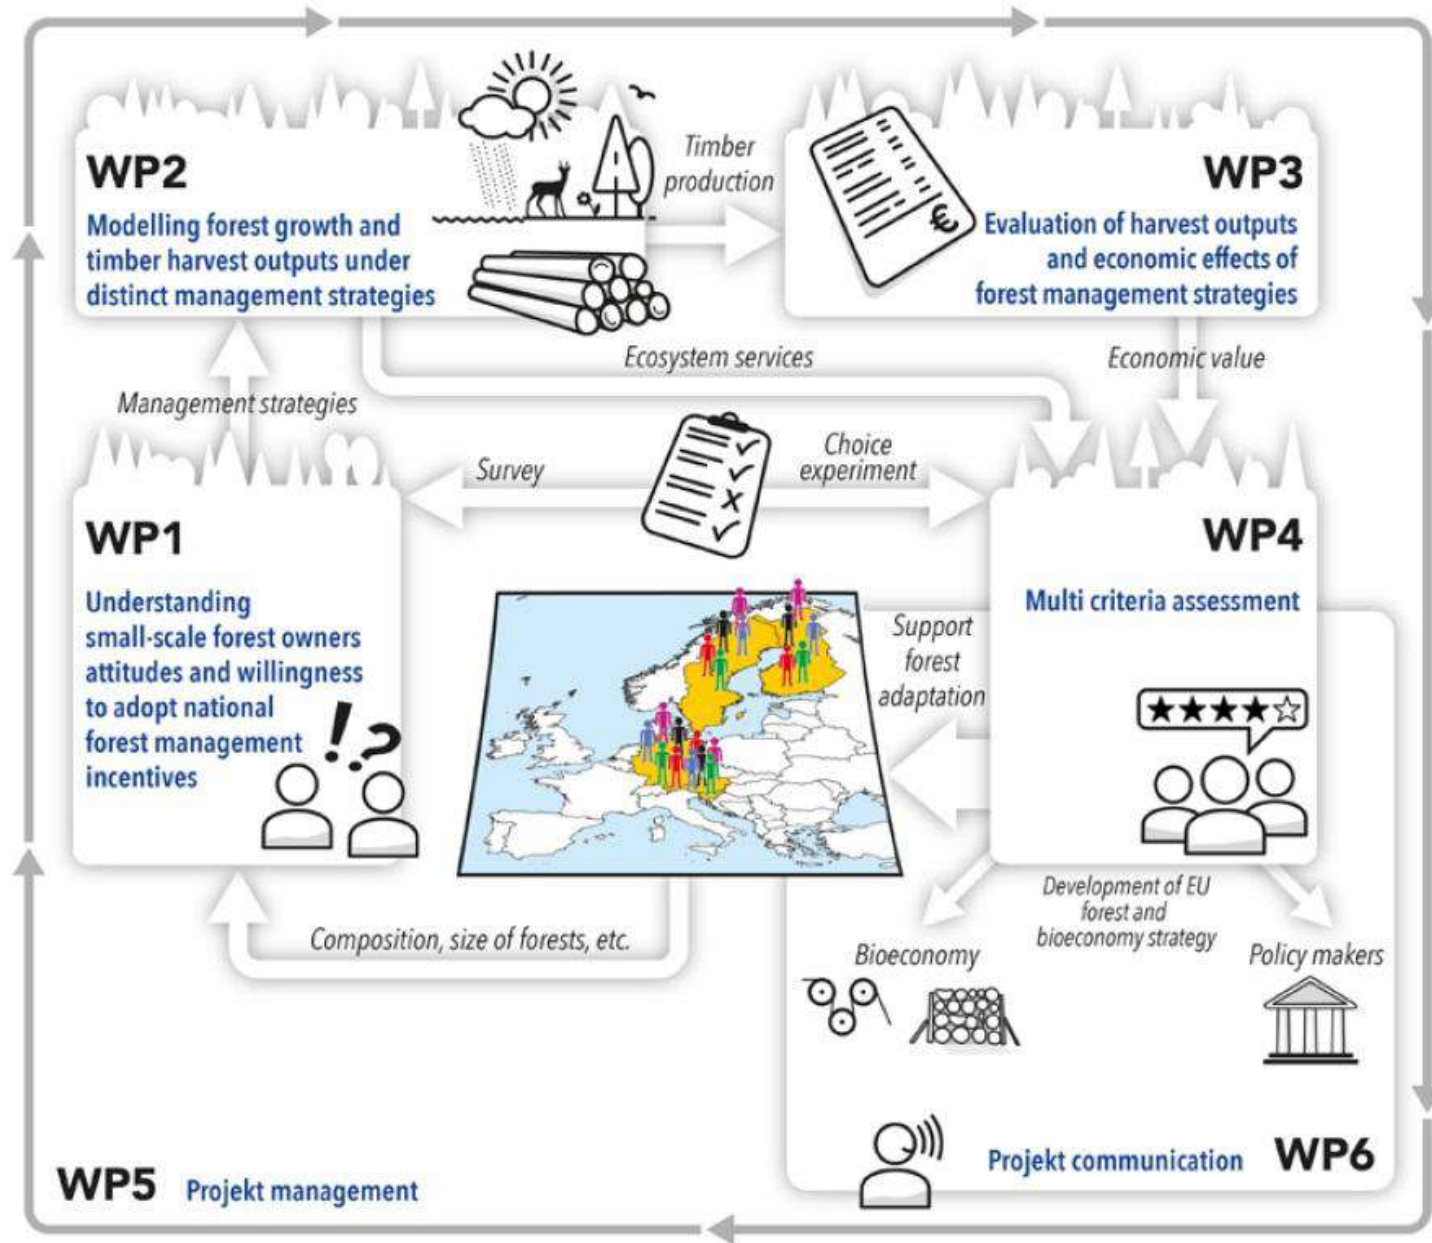 WP2
Modelling forest growth and
timber harvest outputs under
distinct management strategies
Timber
production
€
WP3
Evaluation of harvest outputs
and economic effects of
forest management strategies
Ecosystem services
Economic value
Management strategies
Survey
Choice
experiment
WP1
Understanding
small-scale forest owners
attitudes and willingness
to adopt national
forest management
incentives
!?
WP4
Multi criteria assessment
Support
forest
adaptation
Composition, size of forests, etc.
Development of EU
forest and
bioeconomy strategy
Bioeconomy
Policy makers
WP5 Projekt management
Projekt communication WP6